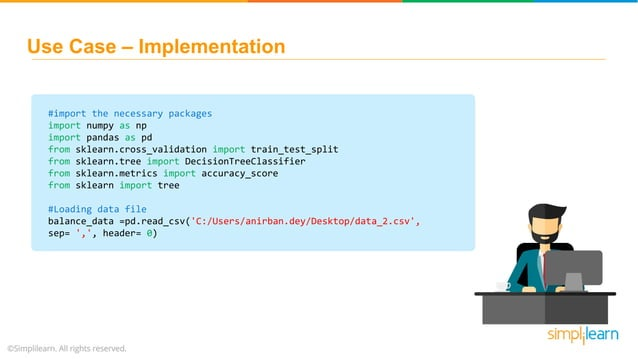 Use Case – Implementation
#import the necessary packages
import numpy as np
import pandas as pd
from sklearn.cross_validation import train_test_split
from sklearn.tree import DecisionTreeClassifier
from sklearn.metrics import accuracy_score
from sklearn import tree
#Loading data file
balance_data =pd.read_csv('C:/Users/anirban.dey/Desktop/data_2.csv',
sep= ',', header= 0)
simplilearn
©Simplilearn. All rights reserved.